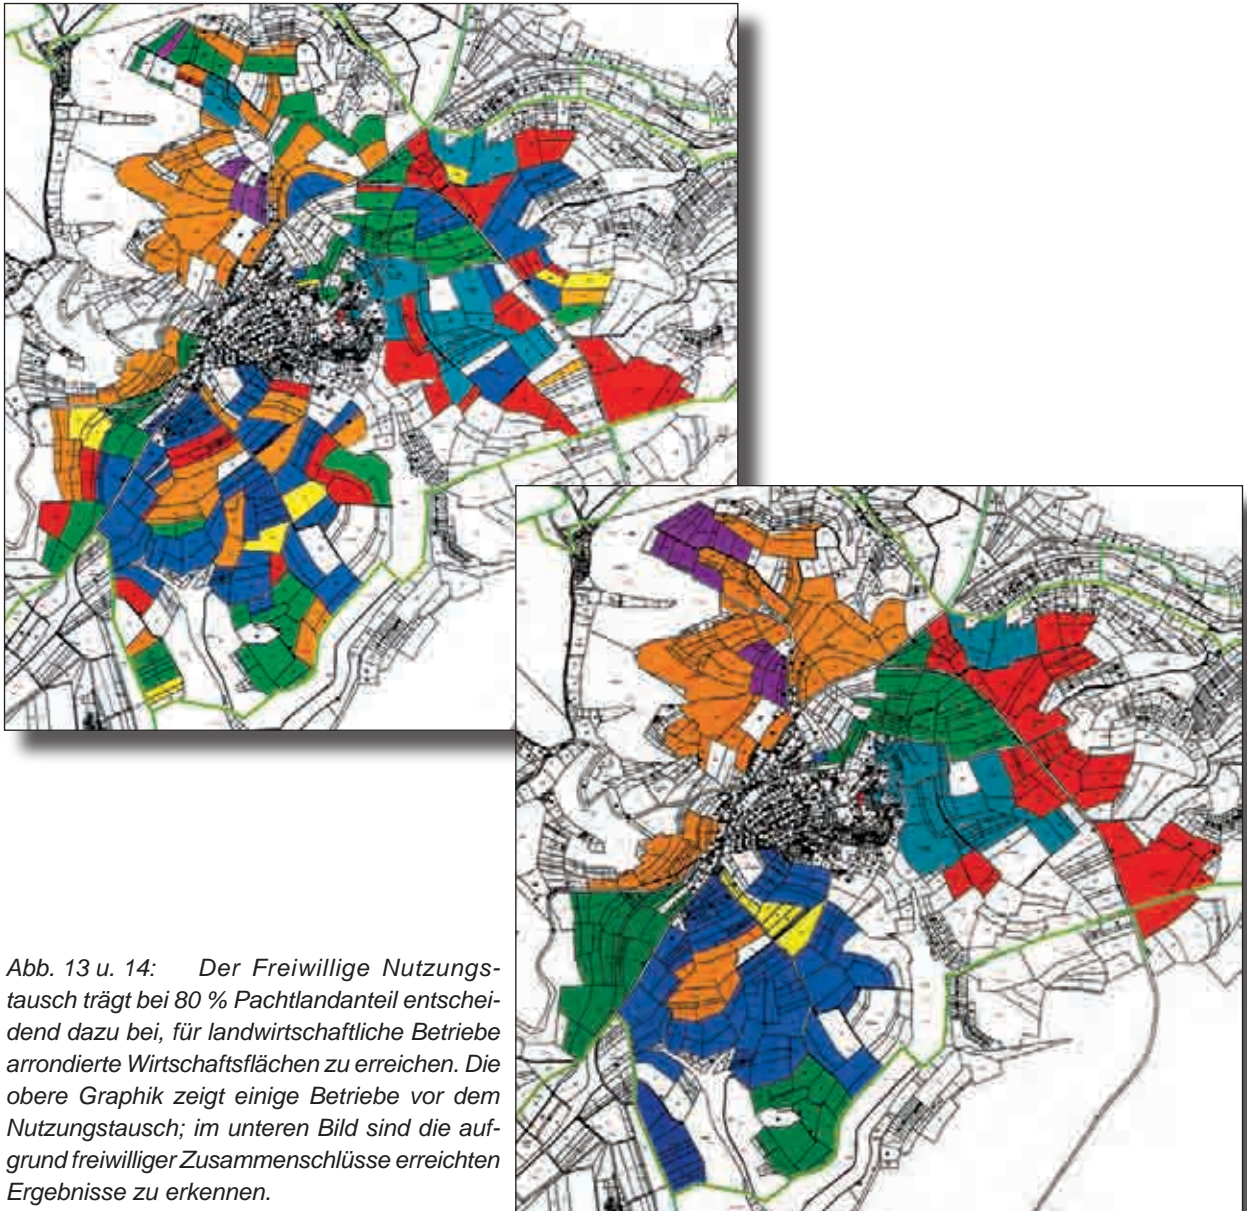 Abb. 13 u. 14: Der Freiwillige Nutzungs-
tausch trägt bei 80 % Pachtlandanteil entschei-
dend dazu bei, für landwirtschaftliche Betriebe
arrondierte Wirtschaftsflächen zu erreichen. Die
obere Graphik zeigt einige Betriebe vor dem
Nutzungstausch; im unteren Bild sind die auf-
grund freiwilliger Zusammenschlüsse erreichten
Ergebnisse zu erkennen.